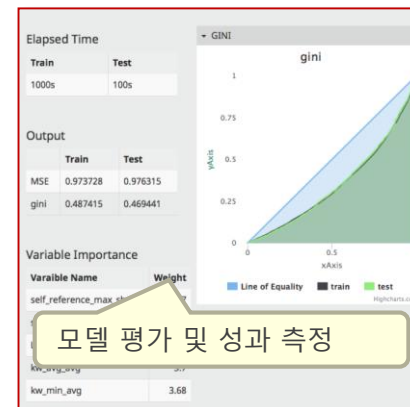 Elapsed Time
Train Test
1000s 100s
Output
Train Test
MSE 0.973728 0.976315
gini 0.487415 0.469441
Variable Importance
Varaible Name Weight
self_reference_max
kw_avg_avg 3.7
kw_min_avg 3.68
GINI
gini
1
0.75
0.5
0.25
0
yAxis
0 0.5
xAxis
Line of Equality train test
모델 평가 및 성과 측정